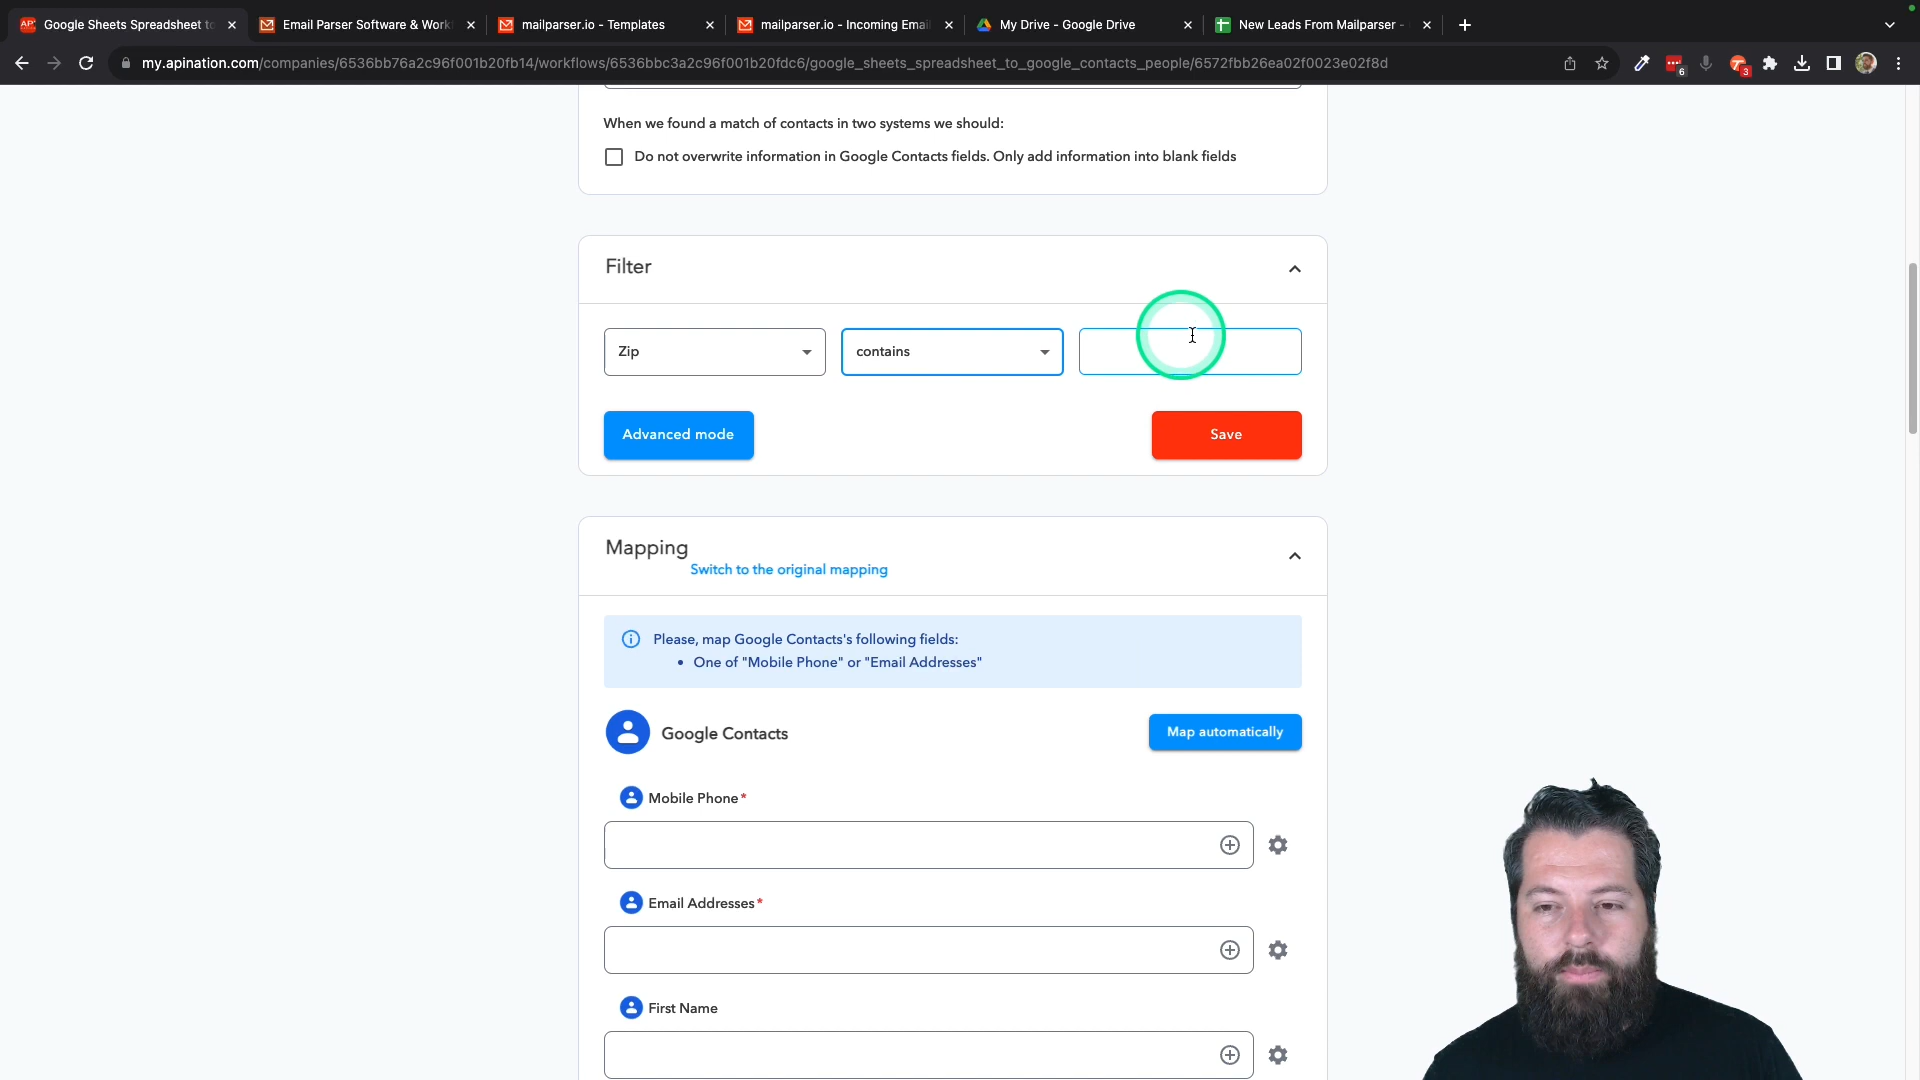 Google Sheets Spreadsheet to
Email Parser Software & Work
mailparser.io - Templates
mailparser.io - Incoming Email
My Drive - Google Drive
New Leads From Mailparser -
my.apination.com/companies/6536bb76a2c96f001b20fb14/workflows/6536bbc3a2c96f001b20fdc6/google_sheets_spreadsheet_to_google_contacts_people/6572fbb26ea02f0023e02f8d
6
3
When we found a match of contacts in two systems we should:
Do not overwrite information in Google Contacts fields. Only add information into blank fields
Filter
Zip
contains
Advanced mode
Save
Mapping
Switch to the original mapping
Please, map Google Contacts's following fields:
• One of "Mobile Phone" or "Email Addresses"
Google Contacts
Map automatically
Mobile Phone*
Email Addresses*
First Name